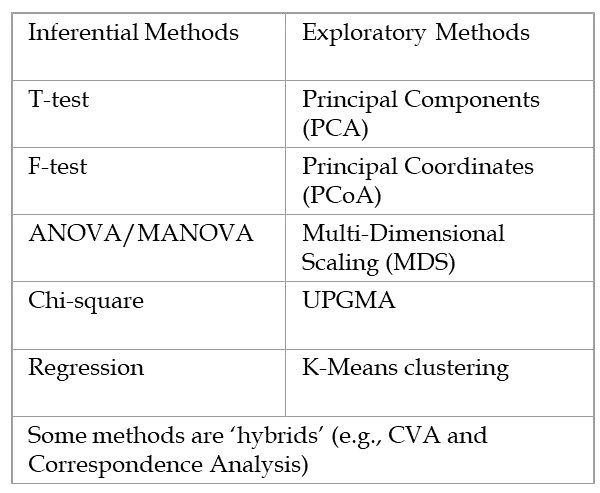 Inferential Methods
Exploratory Methods
T-test
Principal Components
(PCA)
F-test
Principal Coordinates
(PCoA)
ANOVA/MANOVA
Multi-Dimensional
Scaling (MDS)
Chi-square
UPGMA
Regression
K-Means clustering
Some methods are ‘hybrids’ (e.g., CVA and
Correspondence Analysis)